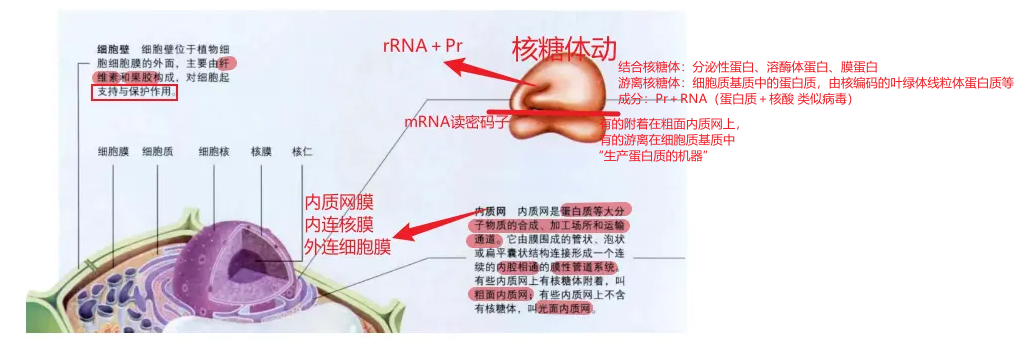 细胞壁 细胞壁位于植物细
胞细胞膜的外面，主要由纤
维素和果胶构成，对细胞起
支持与保护作用。
rRNA＋Pr
核糖体动
结合核糖体：分泌性蛋白、溶酶体蛋白、膜蛋白
游离核糖体：细胞质基质中的蛋白质，由核编码的叶绿体线粒体蛋白质等
成分：Pr＋RNA（蛋白质＋核酸 类似病毒）
mRNA读密码子
有的附着在粗面内质网上，
有的游离在细胞质基质中
“生产蛋白质的机器”
细胞膜 细胞质 细胞核 核膜 核仁
内质网膜
内连核膜
外连细胞膜
内质网 内质网是蛋白质等大分
子物质的合成、加工场所和运输
通道。它由膜围成的管状、泡状
或扁平囊状结构连接形成一个连
续的内腔相通的膜性管道系统。
有些内质网上有核糖体附着，叫
粗面内质网；有些内质网上不含
有核糖体，叫光面内质网。